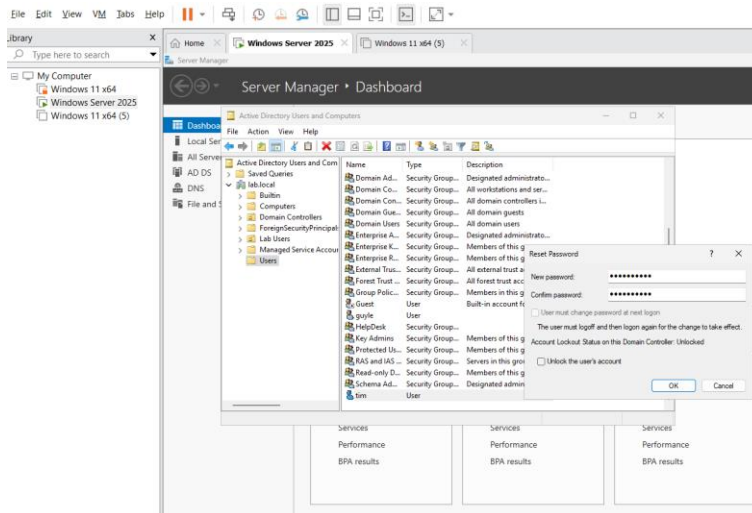 File Edit View VM Tabs Help
Library X
Type here to search
My Computer
Windows 11 x64
Windows Server 2025
Windows 11 x64 (5)
Home Windows Server 2025 Windows 11 x64 (5)
Server Manager
Server Manager • Dashboard
Dashboa
Local Ser
All Serve
AD DS
DNS
File and S
Active Directory Users and Computers
File Action View Help
Active Directory Users and Com
Saved Queries
lab.local
Builtin
Computers
Domain Controllers
ForeignSecurityPrincipal
Lab Users
Managed Service Accour
Users
Name Type Description
Domain Ad... Security Group... Designated administrato...
Domain Co... Security Group... All workstations and ser...
Domain Con... Security Group... All domain controllers i...
Domain Gue... Security Group... All domain guests
Domain Users Security Group... All domain users
Enterprise A... Security Group... Designated administrato...
Enterprise K... Security Group... Members of this g
Enterprise R... Security Group... Members of this g
External Trus... Security Group... All external trust a
Forest Trust ... Security Group... All forest trust acc
Group Polic... Security Group... Members in this g
Guest User Built-in account fo
guyle User
HelpDesk Security Group...
Key Admins Security Group... Members of this g
Protected Us... Security Group... Members of this g
RAS and IAS ... Security Group... Servers in this grou
Read-only D... Security Group... Members of this g
Schema Ad... Security Group... Designated admin
tim User
Reset Password ? X
New password: ••••••••••
Confirm password: ••••••••••
User must change password at next logon
The user must logoff and then logon again for the change to take effect.
Account Lockout Status on this Domain Controller: Unlocked
Unlock the user's account
OK Cancel
Services Services Services
Performance Performance Performance
BPA results BPA results BPA results